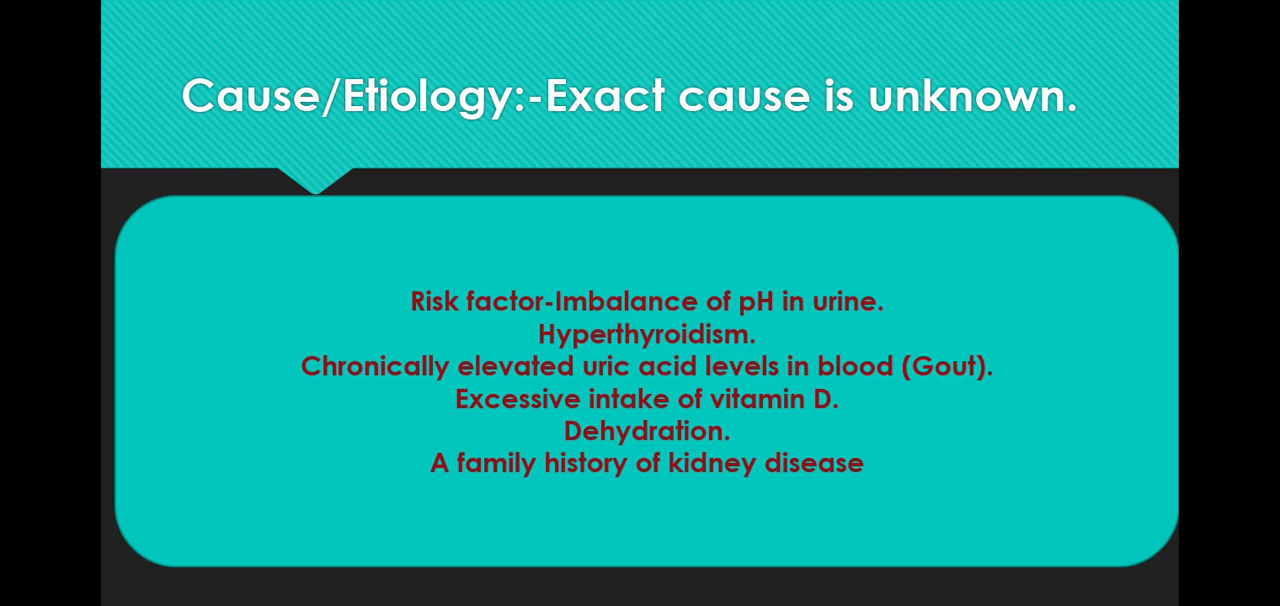 Cause/Etiology:-Exact cause is unknown.
Risk factor-Imbalance of pH in urine.
Hyperthyroidism.
Chronically elevated uric acid levels in blood (Gout).
Excessive intake of vitamin D.
Dehydration.
A family history of kidney disease